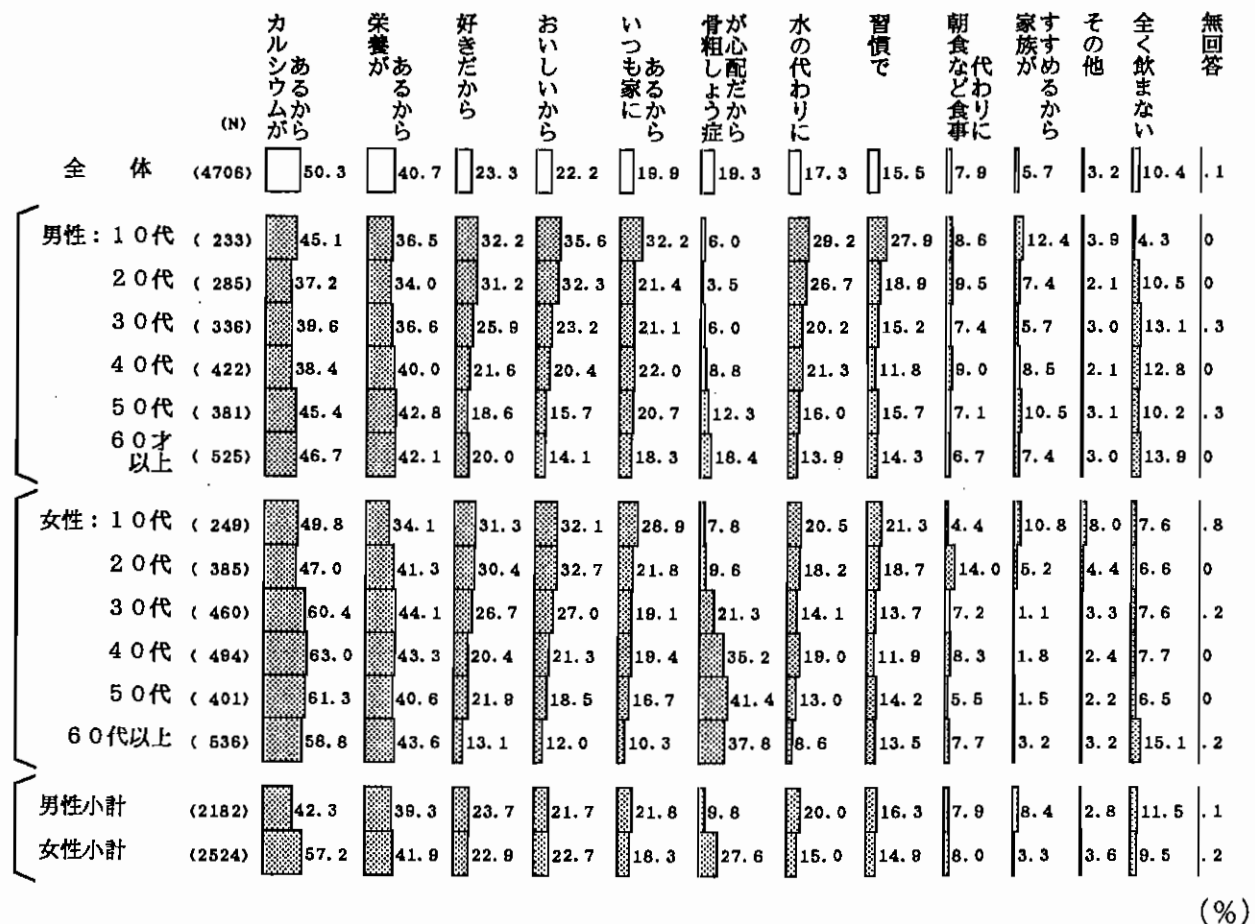 カルシウムがあるから 栄養があるから 好きだから おいしいから いつも家にあるから 骨粗しょう症が心配だから 水の代わりに 習慣で 朝食など食事代わりに 家族がすすめるから その他 全く飲まない 無回答
(N)
全 体 (4706) 50.3 40.7 23.3 22.2 19.9 19.3 17.3 15.5 7.9 5.7 3.2 10.4 .1
男性:10代 ( 233) 45.1 36.5 32.2 35.6 32.2 6.0 29.2 27.9 8.6 12.4 3.9 4.3 0
20代 ( 285) 37.2 34.0 31.2 32.3 21.4 3.5 26.7 18.9 9.5 7.4 2.1 10.5 0
30代 ( 336) 39.6 36.6 25.9 23.2 21.1 6.0 20.2 15.2 7.4 5.7 3.0 13.1 .3
40代 ( 422) 38.4 40.0 21.6 20.4 22.0 8.8 21.3 11.8 9.0 8.5 2.1 12.8 0
50代 ( 381) 45.4 42.8 18.6 15.7 20.7 12.3 16.0 15.7 7.1 10.5 3.1 10.2 .3
60才以上 ( 525) 46.7 42.1 20.0 14.1 18.3 18.4 13.9 14.3 6.7 7.4 3.0 13.9 0
女性:10代 ( 249) 49.8 34.1 31.3 32.1 28.9 7.8 20.5 21.3 4.4 10.8 8.0 7.6 .8
20代 ( 385) 47.0 41.3 30.4 32.7 21.8 9.6 18.2 18.7 14.0 5.2 4.4 6.6 0
30代 ( 460) 60.4 44.1 26.7 27.0 19.1 21.3 14.1 13.7 7.2 1.1 3.3 7.6 .2
40代 ( 494) 63.0 43.3 20.4 21.3 19.4 35.2 19.0 11.9 8.3 1.8 2.4 7.7 0
50代 ( 401) 61.3 40.6 21.9 18.5 16.7 41.4 13.0 14.2 5.5 1.5 2.2 6.5 0
60代以上 ( 536) 58.8 43.6 13.1 12.0 10.3 37.8 8.6 13.5 7.7 3.2 3.2 15.1 .2
男性小計 (2182) 42.3 39.3 23.7 21.7 21.8 9.8 20.0 16.3 7.9 8.4 2.8 11.5 .1
女性小計 (2524) 57.2 41.9 22.9 22.7 18.3 27.6 15.0 14.9 8.0 3.3 3.6 9.5 .2
(%)